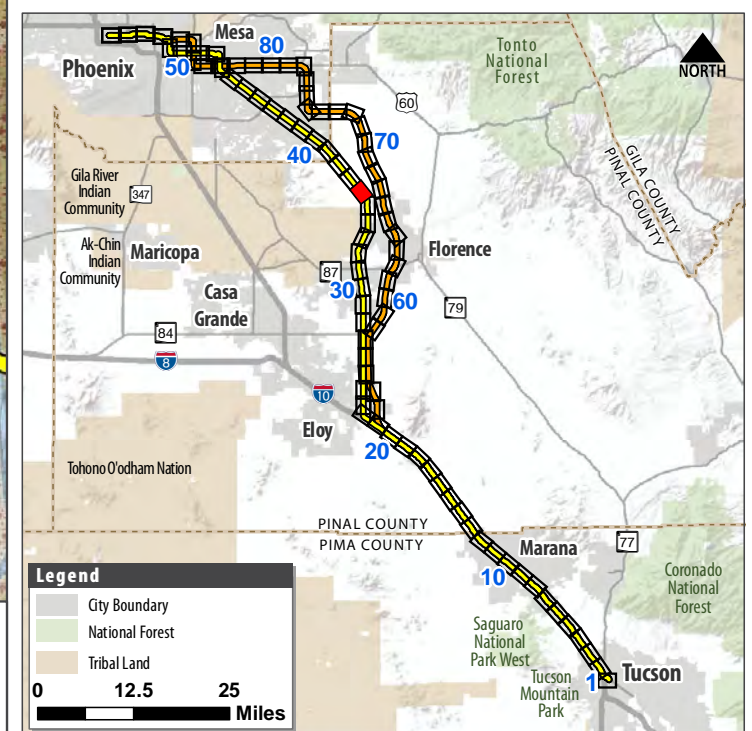 Mesa
80
Tonto
National
Forest
NORTH
Phoenix
50
60
40
70
GILA COUNTY
PINAL COUNTY
Gila River
Indian
Community
347
Ak-Chin
Indian
Community
Maricopa
Florence
87
Casa
Grande
30
60
79
84
8
10
Eloy
20
Tohono O'odham Nation
PINAL COUNTY
PIMA COUNTY
Marana
77
10
Coronado
National
Forest
Saguaro
National
Park West
Tucson
Mountain
Park
1
Tucson
Legend
City Boundary
National Forest
Tribal Land
0 12.5 25
Miles